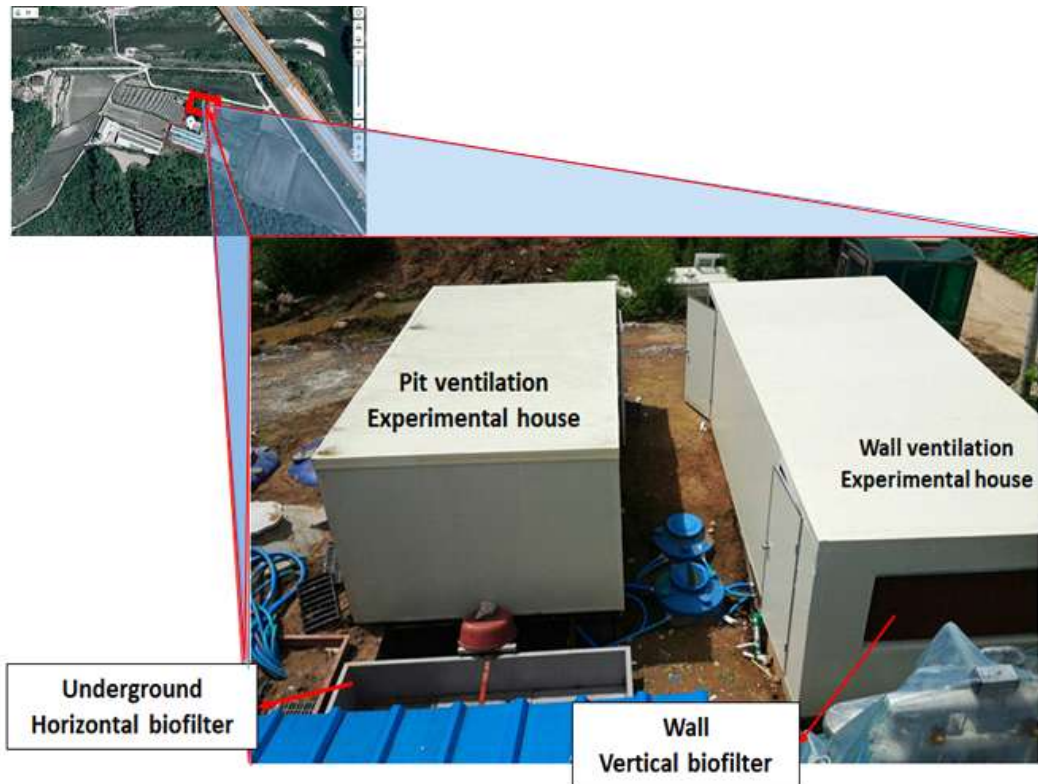 Pit ventilation
Experimental house
Wall ventilation
Experimental house
Underground
Horizontal biofilter
Wall
Vertical biofilter